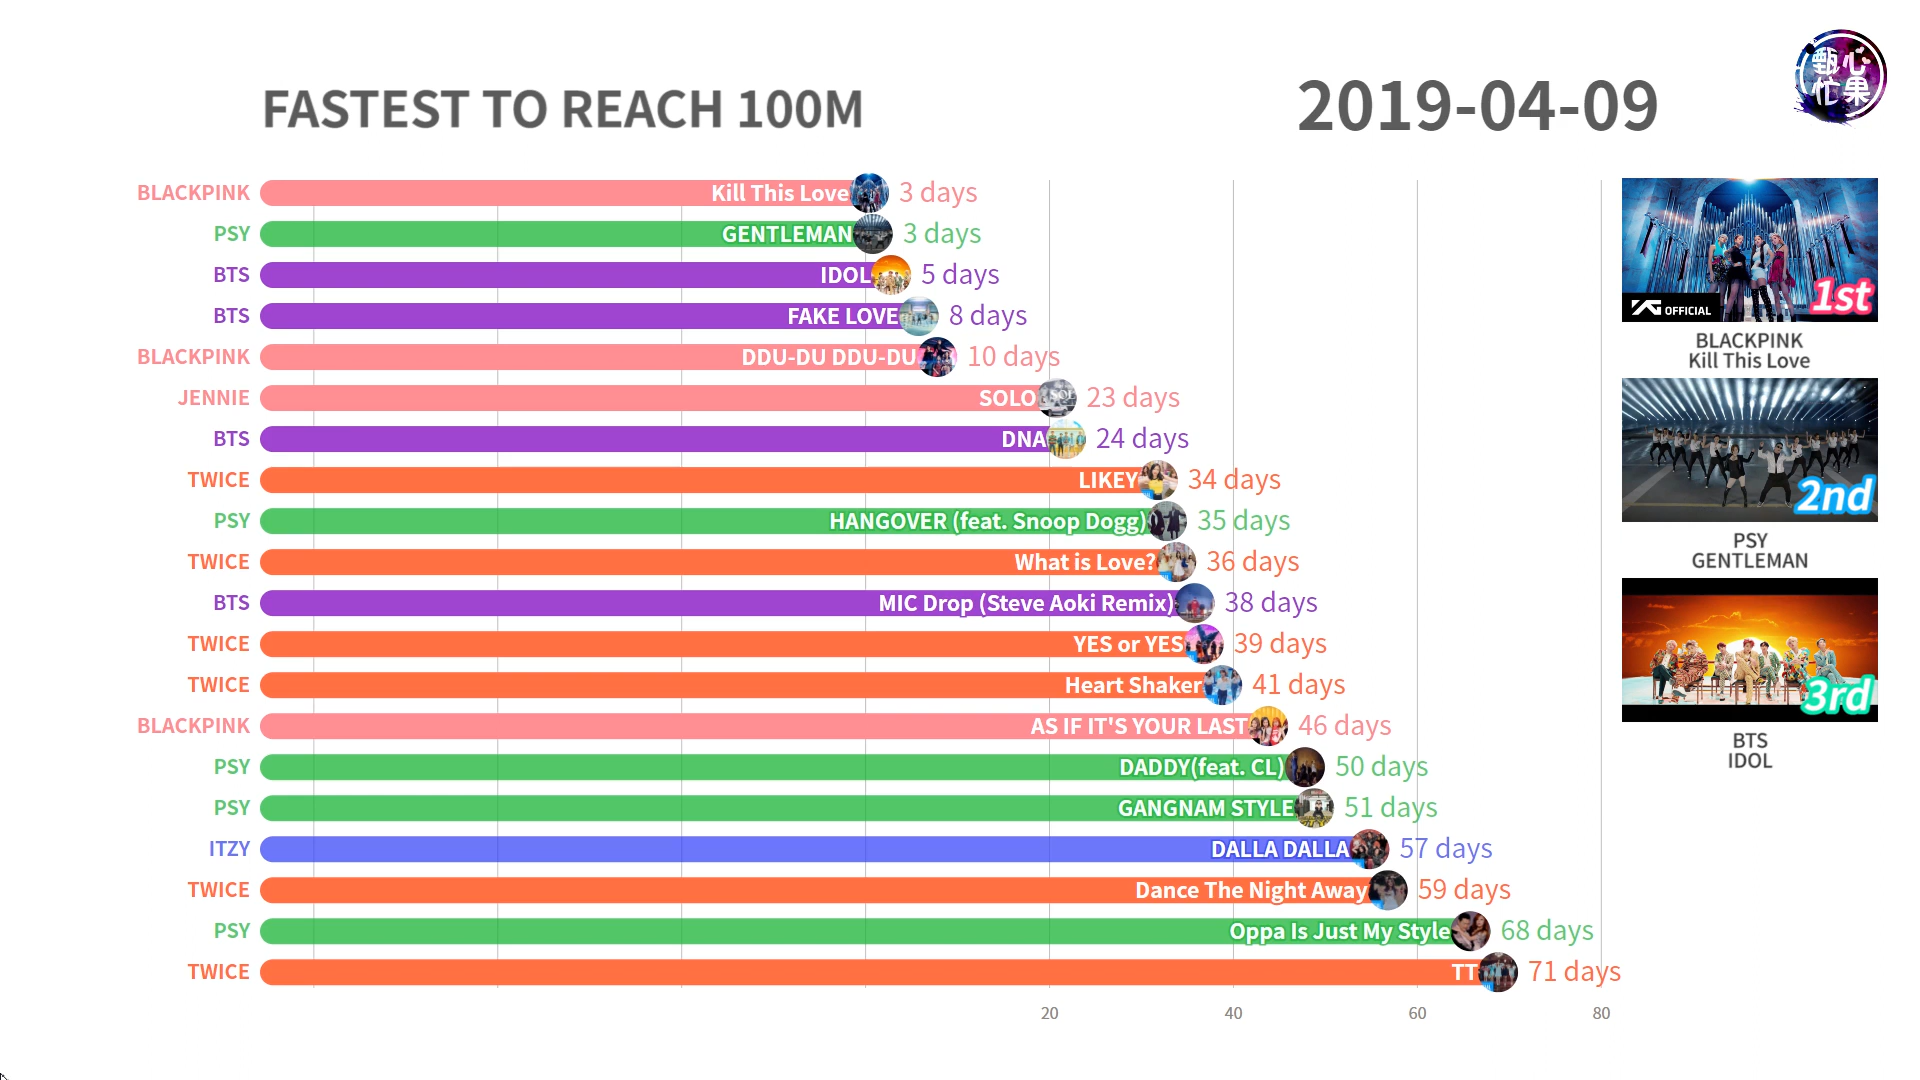 FASTEST TO REACH 100M
2019-04-09
甄心
忙果
BLACKPINK Kill This Love 3 days
PSY GENTLEMAN 3 days
BTS IDOL 5 days
BTS FAKE LOVE 8 days
BLACKPINK DDU-DU DDU-DU 10 days
JENNIE SOLO 23 days
BTS DNA 24 days
TWICE LIKEY 34 days
PSY HANGOVER (feat. Snoop Dogg) 35 days
TWICE What is Love? 36 days
BTS MIC Drop (Steve Aoki Remix) 38 days
TWICE YES or YES 39 days
TWICE Heart Shaker 41 days
BLACKPINK AS IF IT'S YOUR LAST 46 days
PSY DADDY(feat. CL) 50 days
PSY GANGNAM STYLE 51 days
ITZY DALLA DALLA 57 days
TWICE Dance The Night Away 59 days
PSY Oppa Is Just My Style 68 days
TWICE TT 71 days
20 40 60 80
YG OFFICIAL 1st
BLACKPINK
Kill This Love
2nd
PSY
GENTLEMAN
3rd
BTS
IDOL